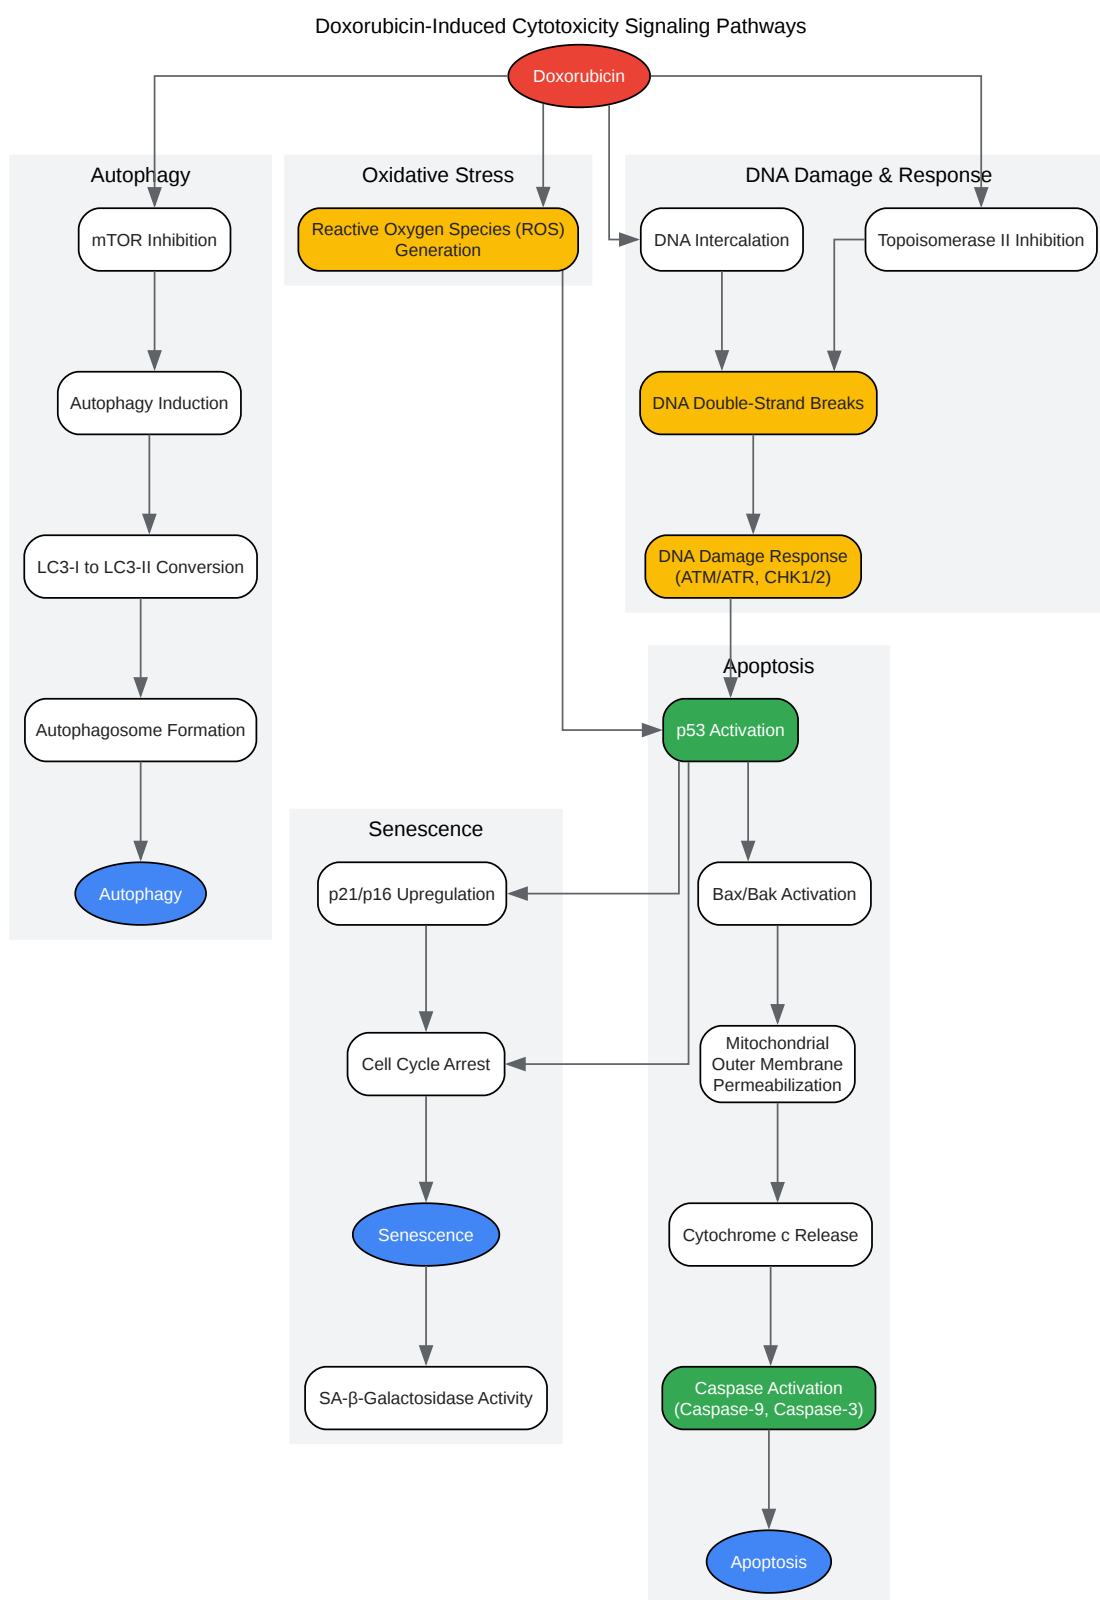 Doxorubicin-Induced Cytotoxicity Signaling Pathways
Doxorubicin
Autophagy
Oxidative Stress
DNA Damage & Response
mTOR Inhibition
Reactive Oxygen Species (ROS)
Generation
DNA Intercalation
Topoisomerase II Inhibition
Autophagy Induction
DNA Double-Strand Breaks
LC3-I to LC3-II Conversion
DNA Damage Response
(ATM/ATR, CHK1/2)
Apoptosis
Autophagosome Formation
p53 Activation
Senescence
Autophagy
p21/p16 Upregulation
Bax/Bak Activation
Cell Cycle Arrest
Mitochondrial
Outer Membrane
Permeabilization
Senescence
Cytochrome c Release
SA-β-Galactosidase Activity
Caspase Activation
(Caspase-9, Caspase-3)
Apoptosis